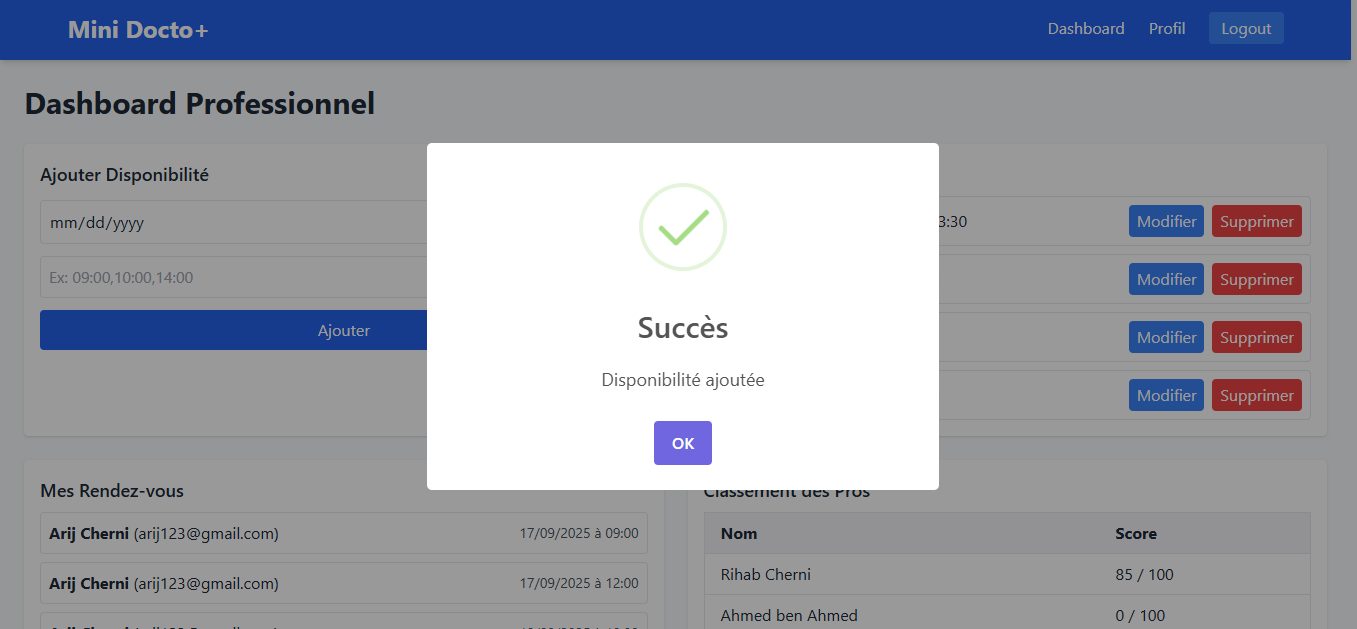 Mini Docto+
Dashboard Profil Logout
Dashboard Professionnel
Ajouter Disponibilité
mm/dd/yyyy
Ex: 09:00,10:00,14:00
Ajouter
3:30 Modifier Supprimer
Modifier Supprimer
Modifier Supprimer
Modifier Supprimer
Succès
Disponibilité ajoutée
OK
Mes Rendez-vous
Arij Cherni (arij123@gmail.com) 17/09/2025 à 09:00
Arij Cherni (arij123@gmail.com) 17/09/2025 à 12:00
Classement des Pros
Nom Score
Rihab Cherni 85 / 100
Ahmed ben Ahmed 0 / 100